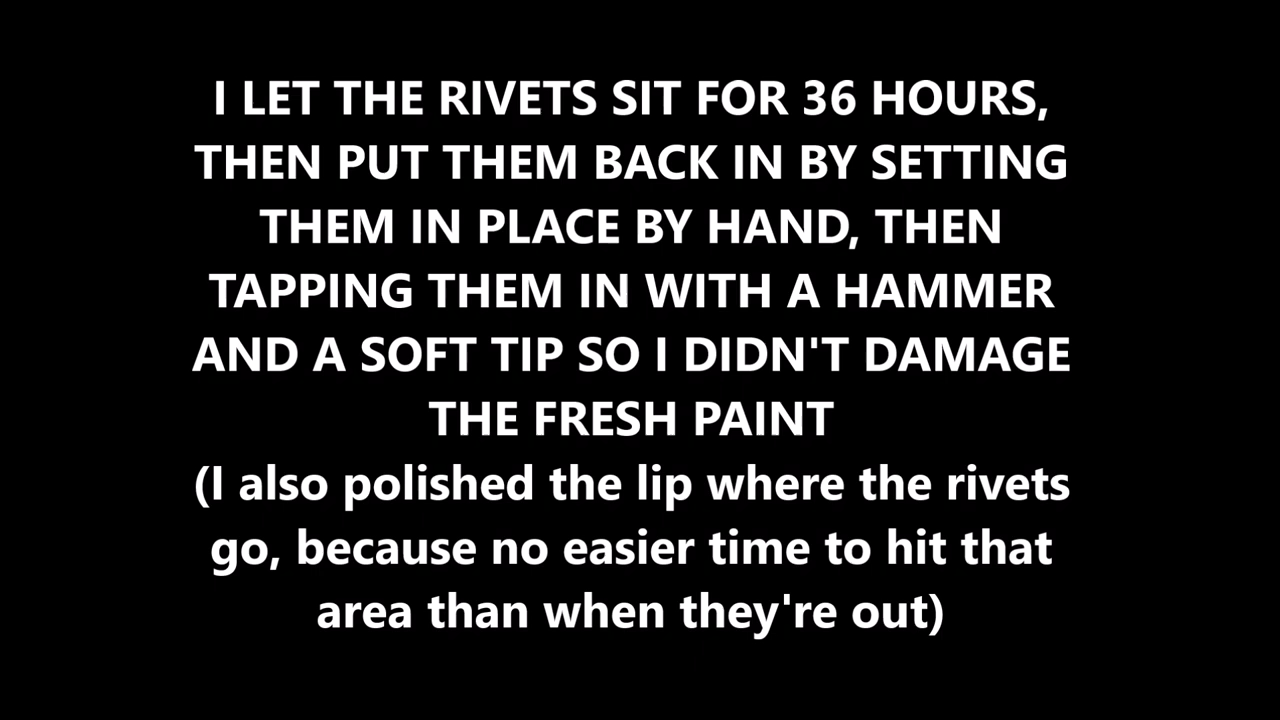 I LET THE RIVETS SIT FOR 36 HOURS,
THEN PUT THEM BACK IN BY SETTING
THEM IN PLACE BY HAND, THEN
TAPPING THEM IN WITH A HAMMER
AND A SOFT TIP SO I DIDN'T DAMAGE
THE FRESH PAINT
(I also polished the lip where the rivets
go, because no easier time to hit that
area than when they're out)